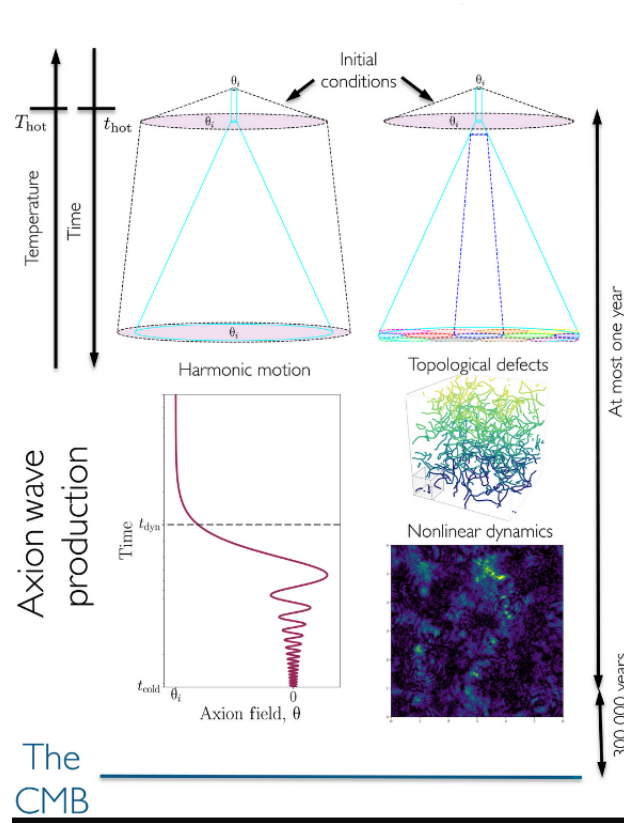 Initial
conditions
θi
θi
T_hot
t_hot
θi
θi
Temperature
Time
θi
At most one year
Harmonic motion
Topological defects
Axion wave
production
Time
t_dyn
Nonlinear dynamics
t_cold
θi
0
Axion field, θ
300,000 years
The
CMB